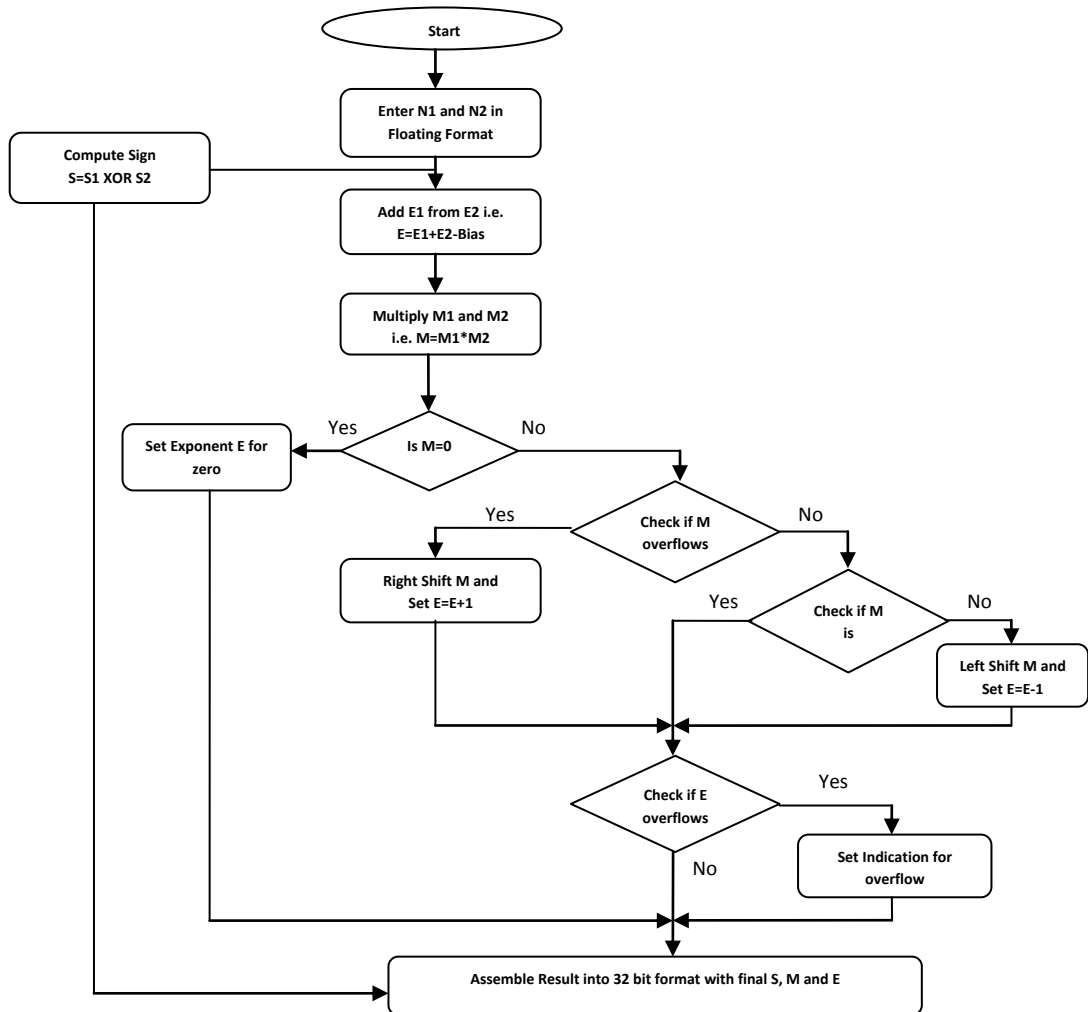 Start
Enter N1 and N2 in
Floating Format
Compute Sign
S=S1 XOR S2
Add E1 from E2 i.e.
E=E1+E2-Bias
Multiply M1 and M2
i.e. M=M1*M2
Yes
Is M=0
No
Set Exponent E for
zero
Yes
Check if M
overflows
No
Right Shift M and
Set E=E+1
Yes
Check if M
is
No
Left Shift M and
Set E=E-1
Check if E
overflows
Yes
No
Set Indication for
overflow
Assemble Result into 32 bit format with final S, M and E